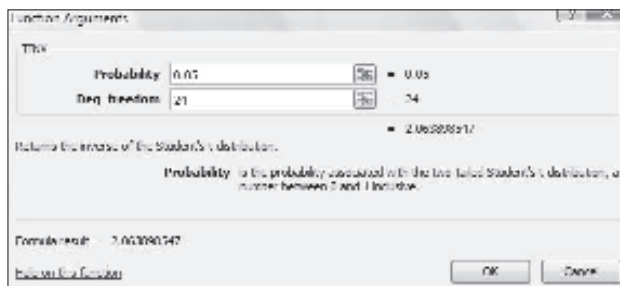 Function Arguments
TINV
Probability 0.05 = 0.05
Deg_freedom 24 = 24
= 2.063898547
Returns the inverse of the Student's t-distribution.
Probability is the probability associated with the two-tailed Student's t-distribution, a
number between 0 and 1 inclusive.
Formula result = 2.063898547
Help on this function OK Cancel